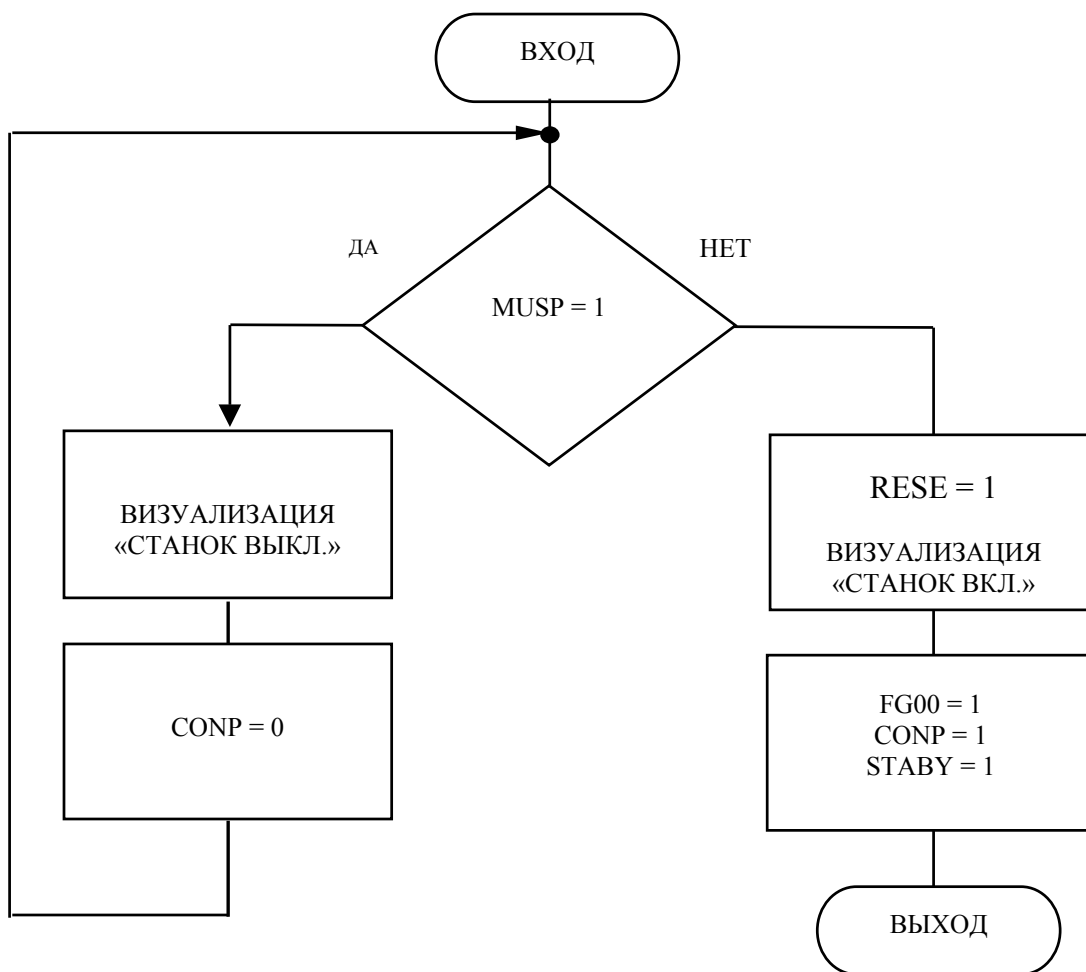 ВХОД
ДА
НЕТ
MUSP = 1
ВИЗУАЛИЗАЦИЯ
«СТАНОК ВЫКЛ.»
CONP = 0
RESE = 1
ВИЗУАЛИЗАЦИЯ
«СТАНОК ВКЛ.»
FG00 = 1
CONP = 1
STABY = 1
ВЫХОД